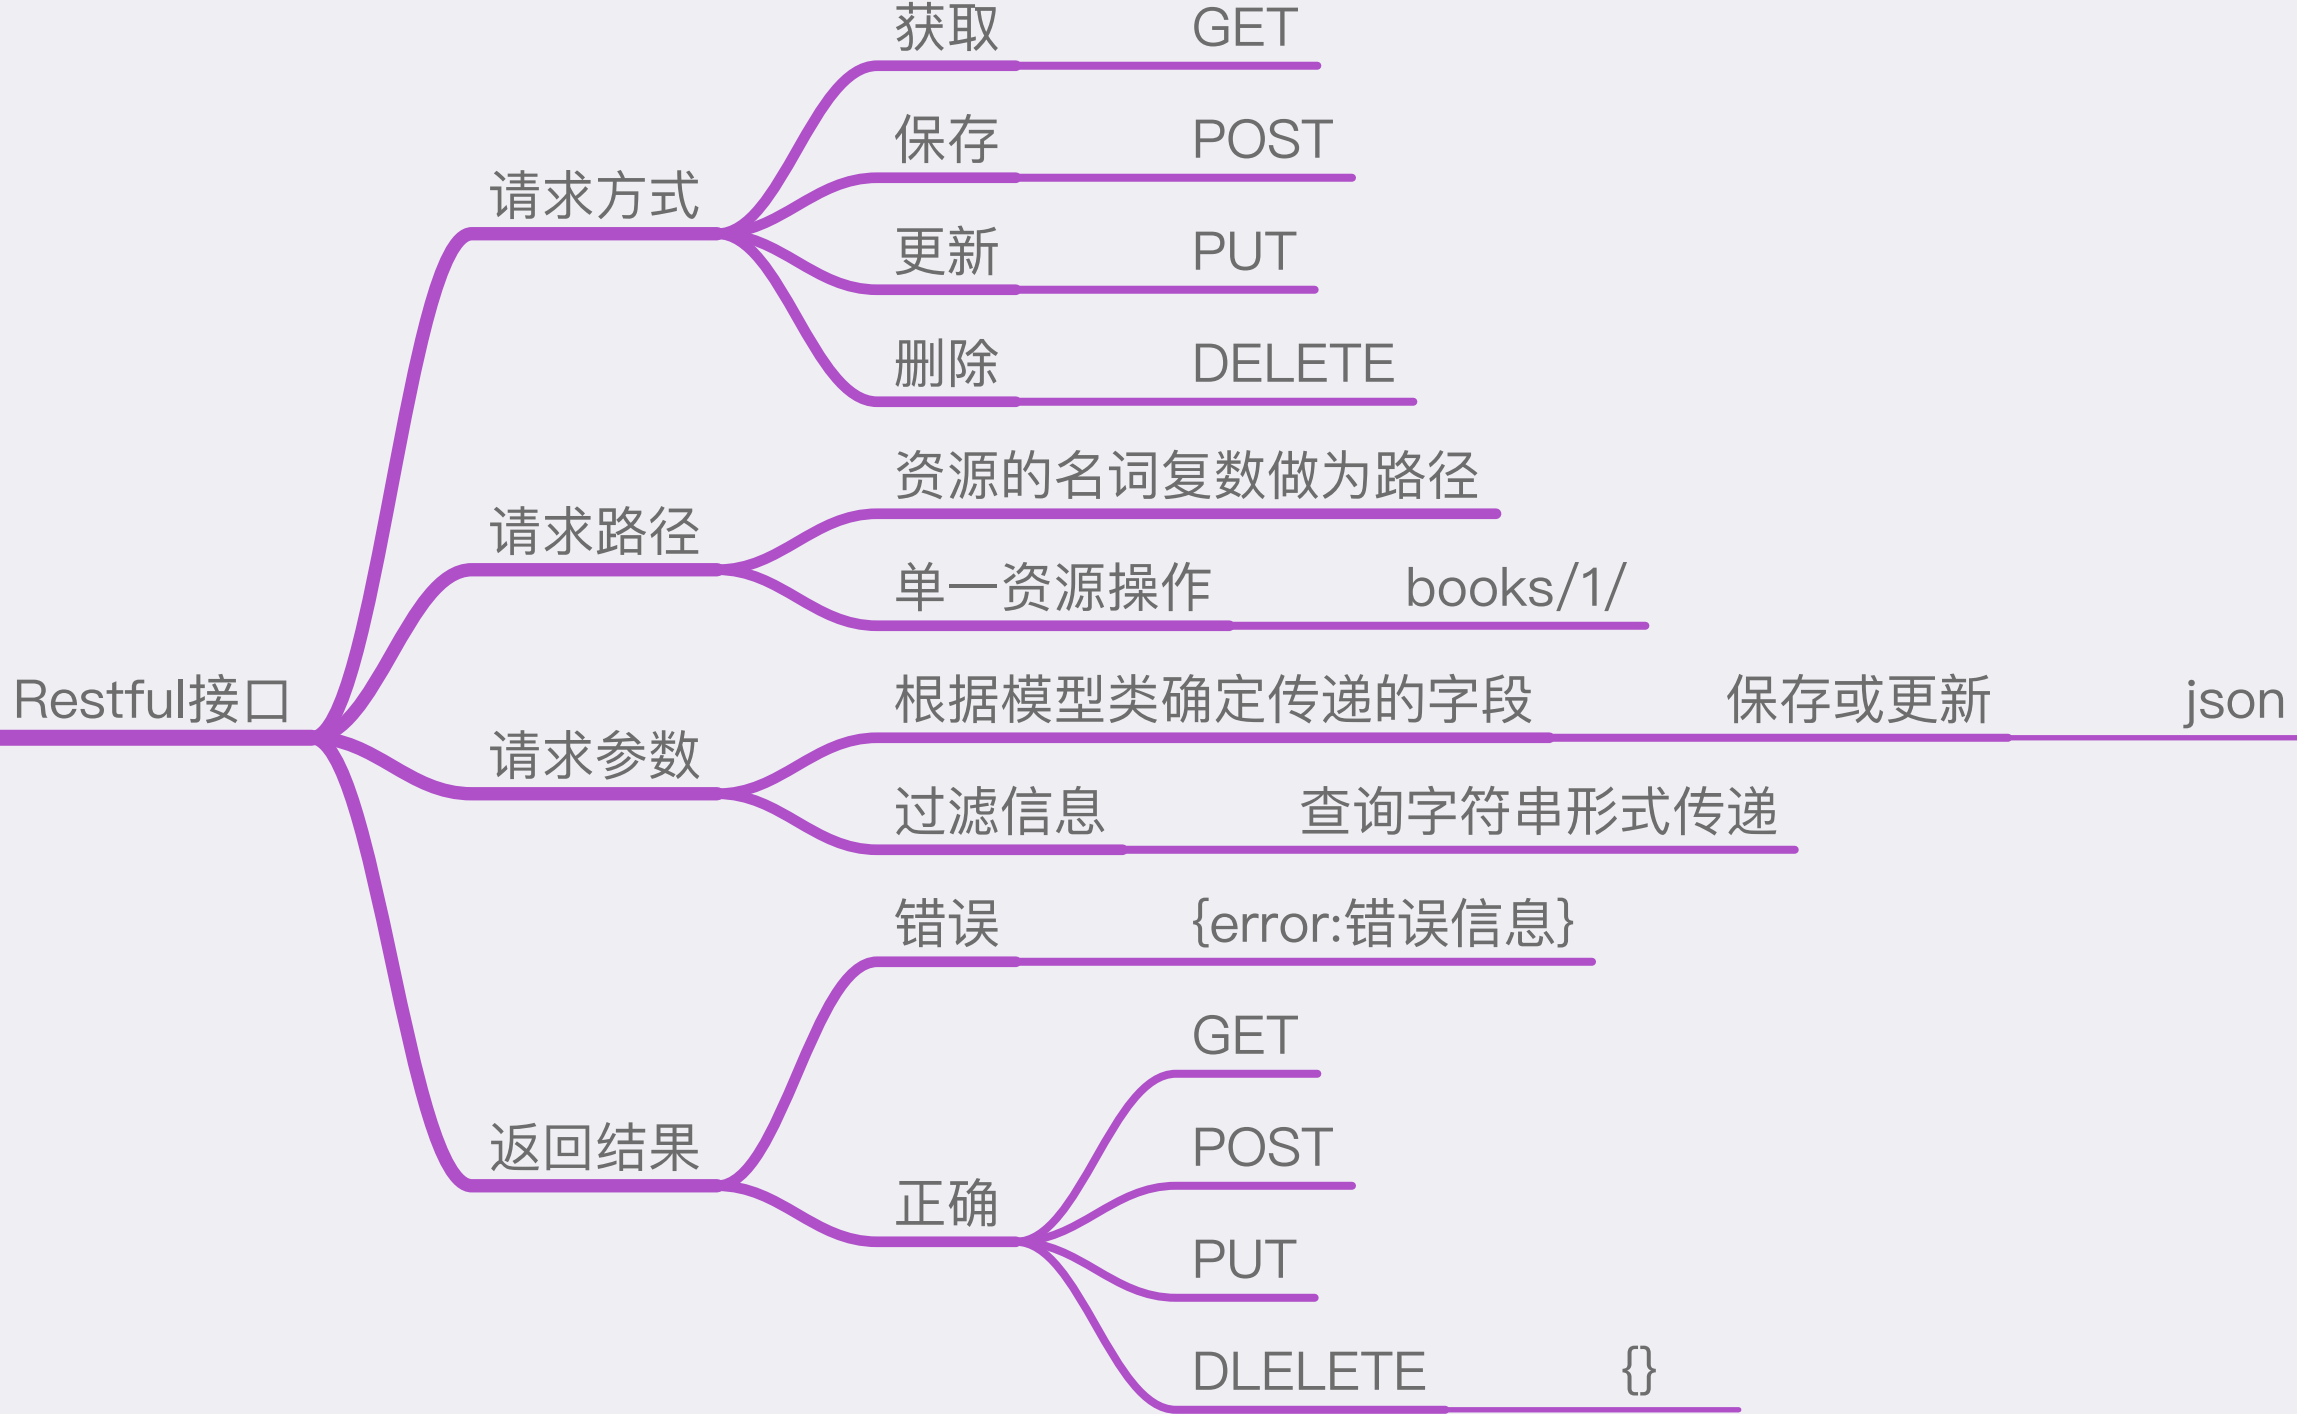 Restful接口
请求方式
获取 GET
保存 POST
更新 PUT
删除 DELETE
请求路径
资源的名词复数做为路径
单一资源操作 books/1/
请求参数
根据模型类确定传递的字段 保存或更新 json
过滤信息 查询字符串形式传递
返回结果
错误 {error:错误信息}
正确
GET
POST
PUT
DLELETE {}